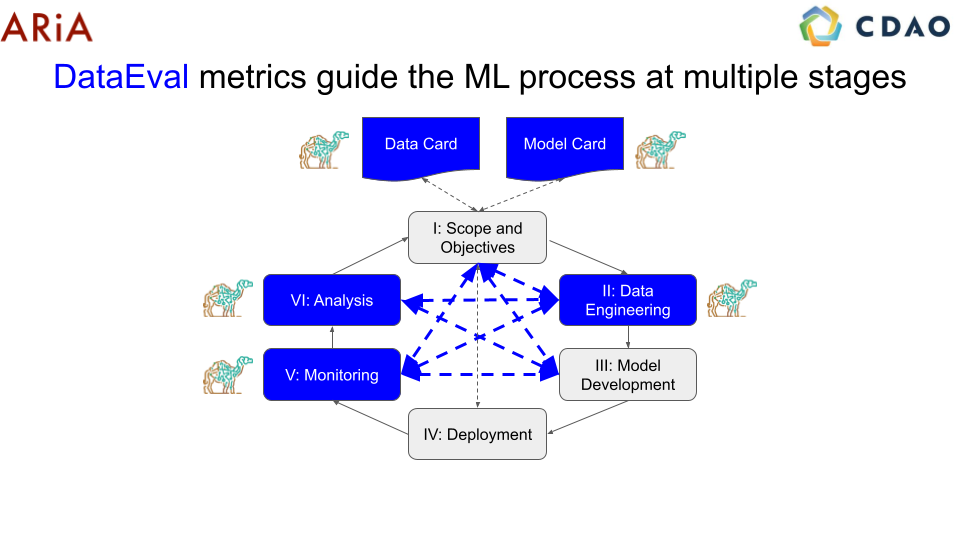 ARiA
CDAO
DataEval metrics guide the ML process at multiple stages
Data Card
Model Card
I: Scope and
Objectives
VI: Analysis
II: Data
Engineering
V: Monitoring
III: Model
Development
IV: Deployment